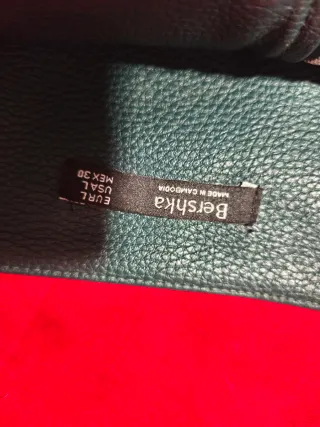 Bershka
MADE IN CAMBODIA
EUR L
USA L
MEX 30